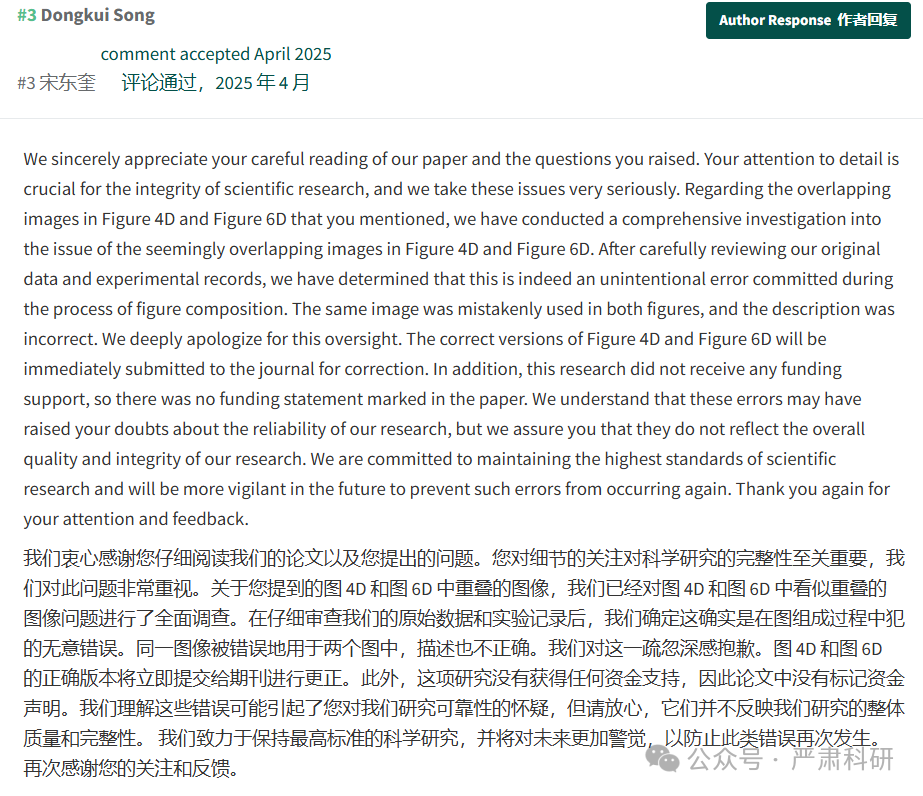 #3 Dongkui Song
Author Response 作者回复
comment accepted April 2025
#3 宋东奎 评论通过，2025 年 4 月
We sincerely appreciate your careful reading of our paper and the questions you raised. Your attention to detail is
crucial for the integrity of scientific research, and we take these issues very seriously. Regarding the overlapping
images in Figure 4D and Figure 6D that you mentioned, we have conducted a comprehensive investigation into
the issue of the seemingly overlapping images in Figure 4D and Figure 6D. After carefully reviewing our original
data and experimental records, we have determined that this is indeed an unintentional error committed during
the process of figure composition. The same image was mistakenly used in both figures, and the description was
incorrect. We deeply apologize for this oversight. The correct versions of Figure 4D and Figure 6D will be
immediately submitted to the journal for correction. In addition, this research did not receive any funding
support, so there was no funding statement marked in the paper. We understand that these errors may have
raised your doubts about the reliability of our research, but we assure you that they do not reflect the overall
quality and integrity of our research. We are committed to maintaining the highest standards of scientific
research and will be more vigilant in the future to prevent such errors from occurring again. Thank you again for
your attention and feedback.
我们衷心感谢您仔细阅读我们的论文以及您提出的问题。您对细节的关注对科学研究的完整性至关重要，我
们对此问题非常重视。关于您提到的图 4D 和图 6D 中重叠的图像，我们已经对图 4D 和图 6D 中看似重叠的
图像问题进行了全面调查。在仔细审查我们的原始数据和实验记录后，我们确定这确实是在图组成过程中犯
的无意错误。同一图像被错误地用于两个图中，描述也不正确。我们对这一疏忽深感抱歉。图 4D 和图 6D
的正确版本将立即提交给期刊进行更正。此外，这项研究没有获得任何资金支持，因此论文中没有标记资金
声明。我们理解这些错误可能引起了您对我们研究可靠性的怀疑，但请放心，它们并不反映我们研究的整体
质量和完整性。 我们致力于保持最高标准的科学研究，并将对未来更加警觉，以防止此类错误再次发生。
再次感谢您的关注和反馈。
公众号 · 严肃科研